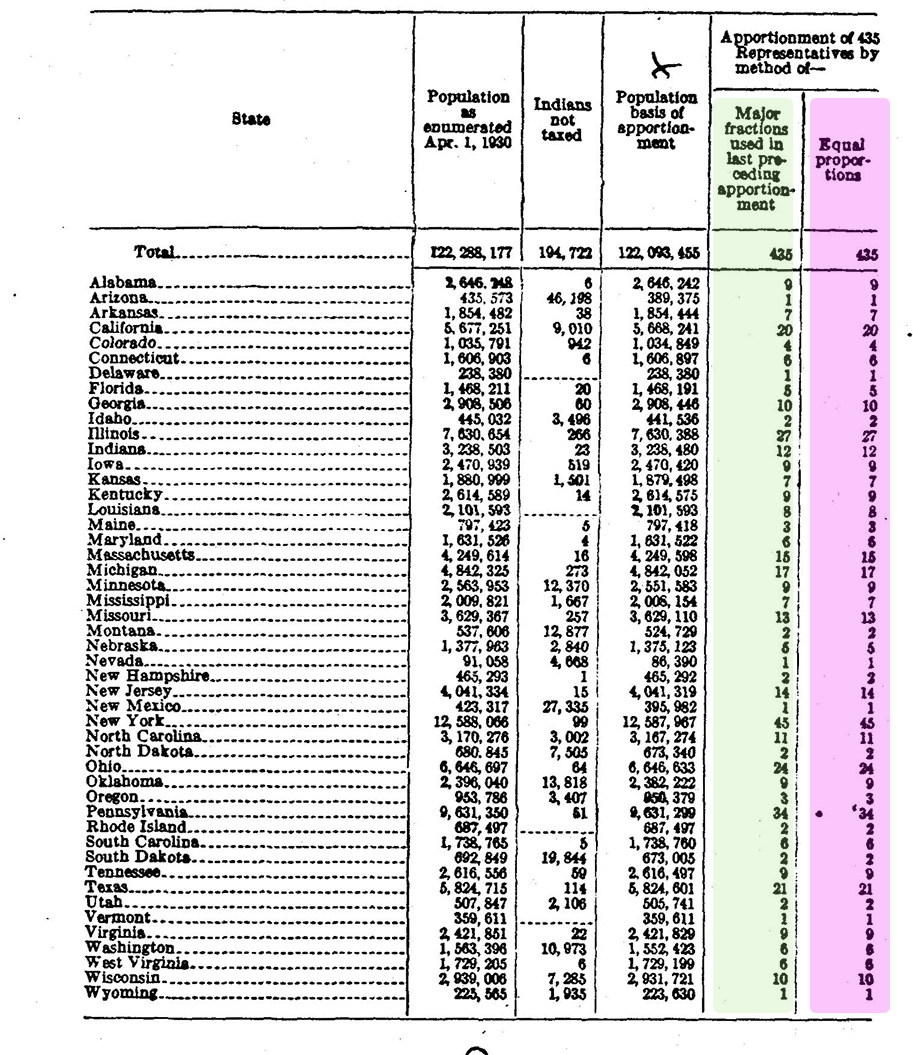 State
Population as enumerated Apr. 1, 1930
Indians not taxed
Population basis of apportion-ment
Apportionment of 435 Representatives by method of—
Major fractions used in last pre-ceding apportion-ment
Equal propor-tions
Total 122,288,177 194,722 122,093,455 435 435
Alabama 2,646,248 6 2,646,242 9 9
Arizona 435,573 46,198 389,375 1 1
Arkansas 1,854,482 38 1,854,444 7 7
California 5,677,251 9,010 5,668,241 20 20
Colorado 1,035,791 942 1,034,849 4 4
Connecticut 1,606,903 6 1,606,897 6 6
Delaware 238,380 238,380 1 1
Florida 1,468,211 20 1,468,191 5 5
Georgia 2,908,506 60 2,908,446 10 10
Idaho 445,032 3,496 441,536 2 2
Illinois 7,630,654 266 7,630,388 27 27
Indiana 3,238,503 23 3,238,480 12 12
Iowa 2,470,939 519 2,470,420 9 9
Kansas 1,880,999 1,501 1,879,498 7 7
Kentucky 2,614,589 14 2,614,575 9 9
Louisiana 2,101,593 2,101,593 8 8
Maine 797,423 5 797,418 3 3
Maryland 1,631,526 4 1,631,522 6 6
Massachusetts 4,249,614 16 4,249,598 15 15
Michigan 4,842,325 273 4,842,052 17 17
Minnesota 2,563,953 12,370 2,551,583 9 9
Mississippi 2,009,821 1,667 2,008,154 7 7
Missouri 3,629,367 257 3,629,110 13 13
Montana 537,606 12,877 524,729 2 2
Nebraska 1,377,963 2,840 1,375,123 5 5
Nevada 91,058 4,668 86,390 1 1
New Hampshire 465,293 1 465,292 2 2
New Jersey 4,041,334 15 4,041,319 14 14
New Mexico 423,317 27,335 395,982 1 1
New York 12,588,066 99 12,587,967 45 45
North Carolina 3,170,276 3,002 3,167,274 11 11
North Dakota 680,845 7,505 673,340 2 2
Ohio 6,646,697 64 6,646,633 24 24
Oklahoma 2,396,040 13,818 2,382,222 9 9
Oregon 953,786 3,407 950,379 3 3
Pennsylvania 9,631,350 51 9,631,299 34 34
Rhode Island 687,497 687,497 2 2
South Carolina 1,738,765 5 1,738,760 6 6
South Dakota 692,849 19,844 673,005 2 2
Tennessee 2,616,556 59 2,616,497 9 9
Texas 5,824,715 114 5,824,601 21 21
Utah 507,847 2,106 505,741 2 2
Vermont 359,611 359,611 1 1
Virginia 2,421,851 22 2,421,829 9 9
Washington 1,563,396 10,973 1,552,423 6 6
West Virginia 1,729,205 6 1,729,199 6 6
Wisconsin 2,939,006 7,285 2,931,721 10 10
Wyoming 225,565 1,935 223,630 1 1